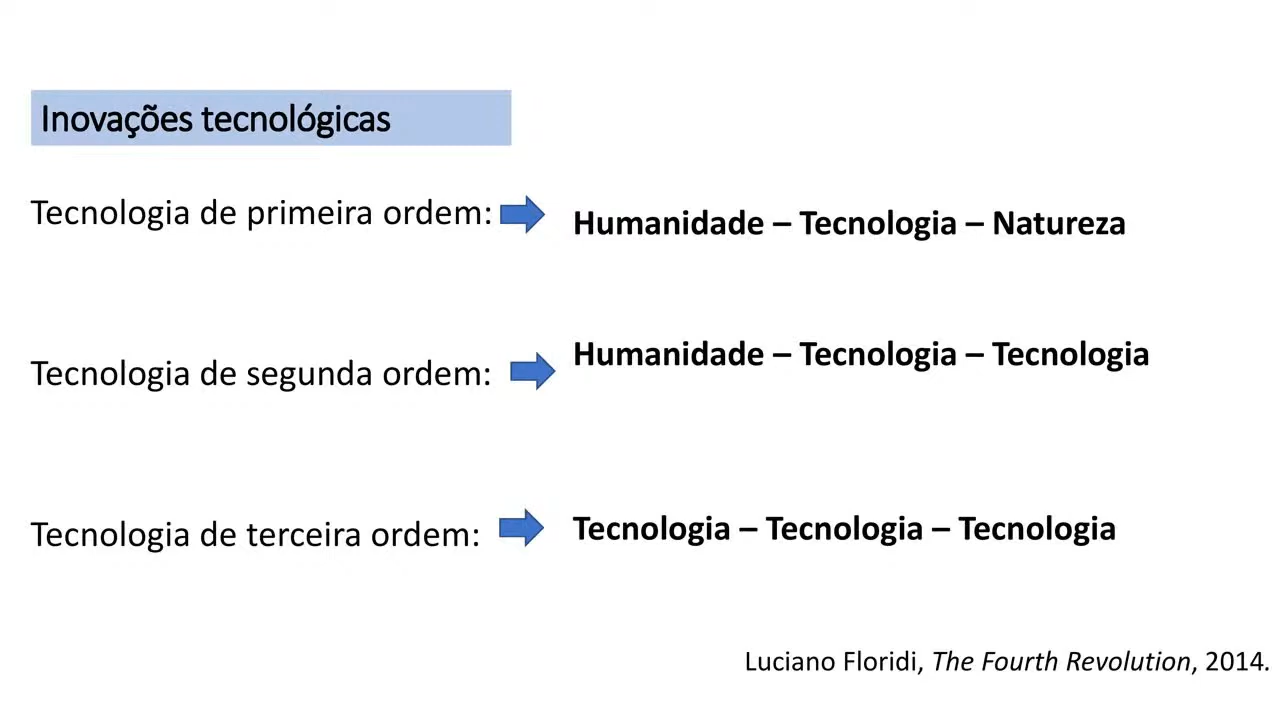 Inovações tecnológicas
Tecnologia de primeira ordem:
Humanidade – Tecnologia – Natureza
Tecnologia de segunda ordem:
Humanidade – Tecnologia – Tecnologia
Tecnologia de terceira ordem:
Tecnologia – Tecnologia – Tecnologia
Luciano Floridi, The Fourth Revolution, 2014.